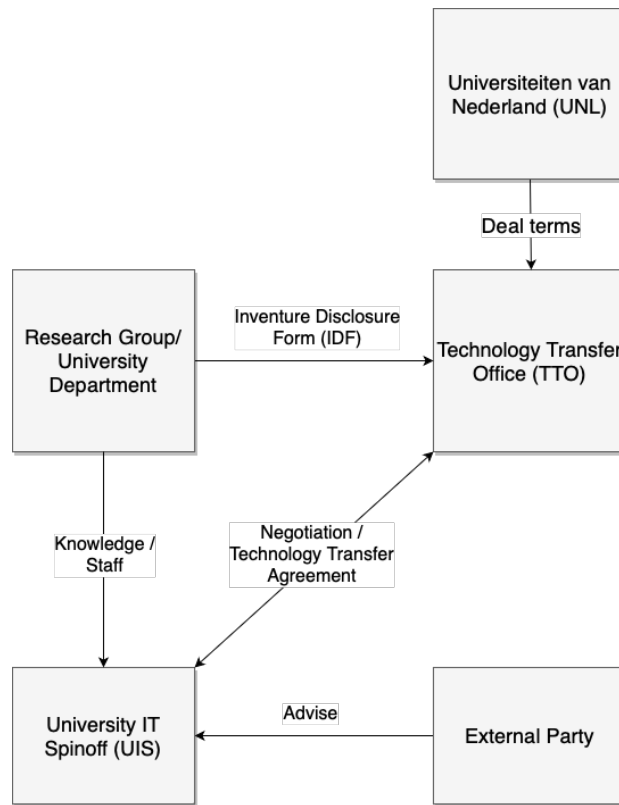 Universiteiten van
Nederland (UNL)
Deal terms
Research Group/
University
Department
Inventure Disclosure
Form (IDF)
Technology Transfer
Office (TTO)
Knowledge /
Staff
Negotiation /
Technology Transfer
Agreement
University IT
Spinoff (UIS)
Advise
External Party